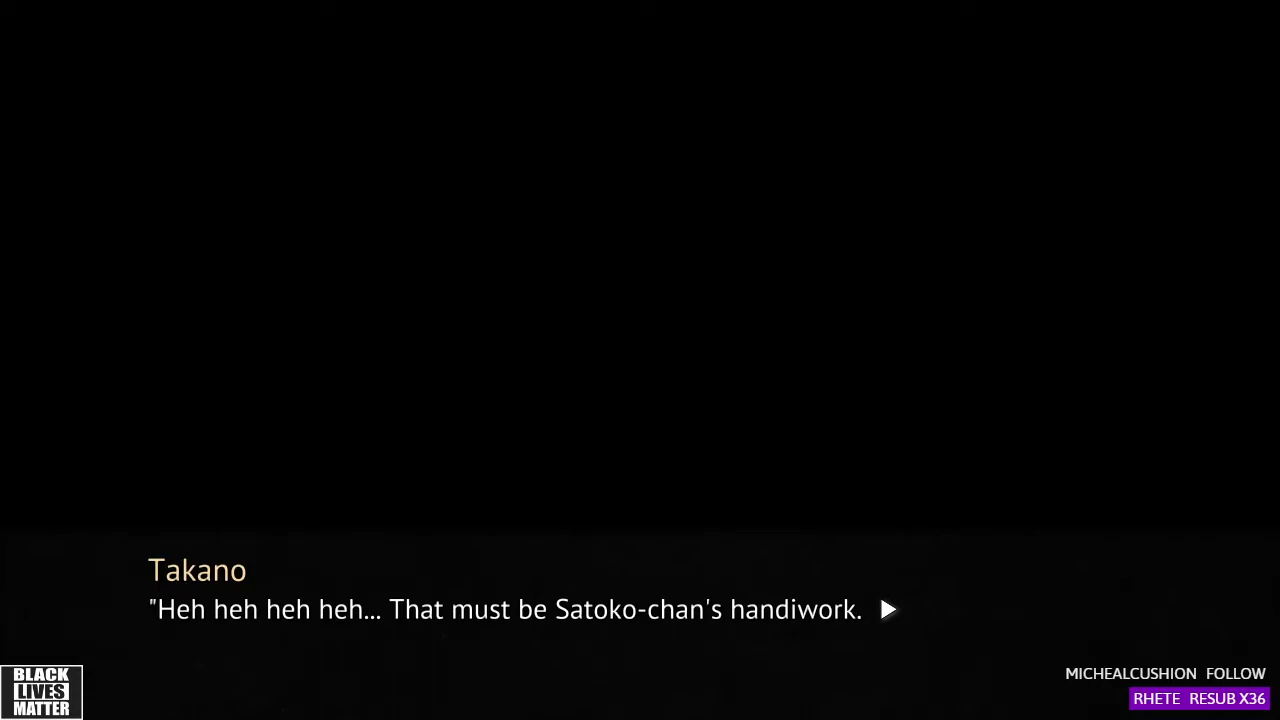 Takano
"Heh heh heh heh... That must be Satoko-chan's handiwork.
BLACK
LIVES
MATTER
MICHEALCUSHION FOLLOW
RHETE RESUB X36